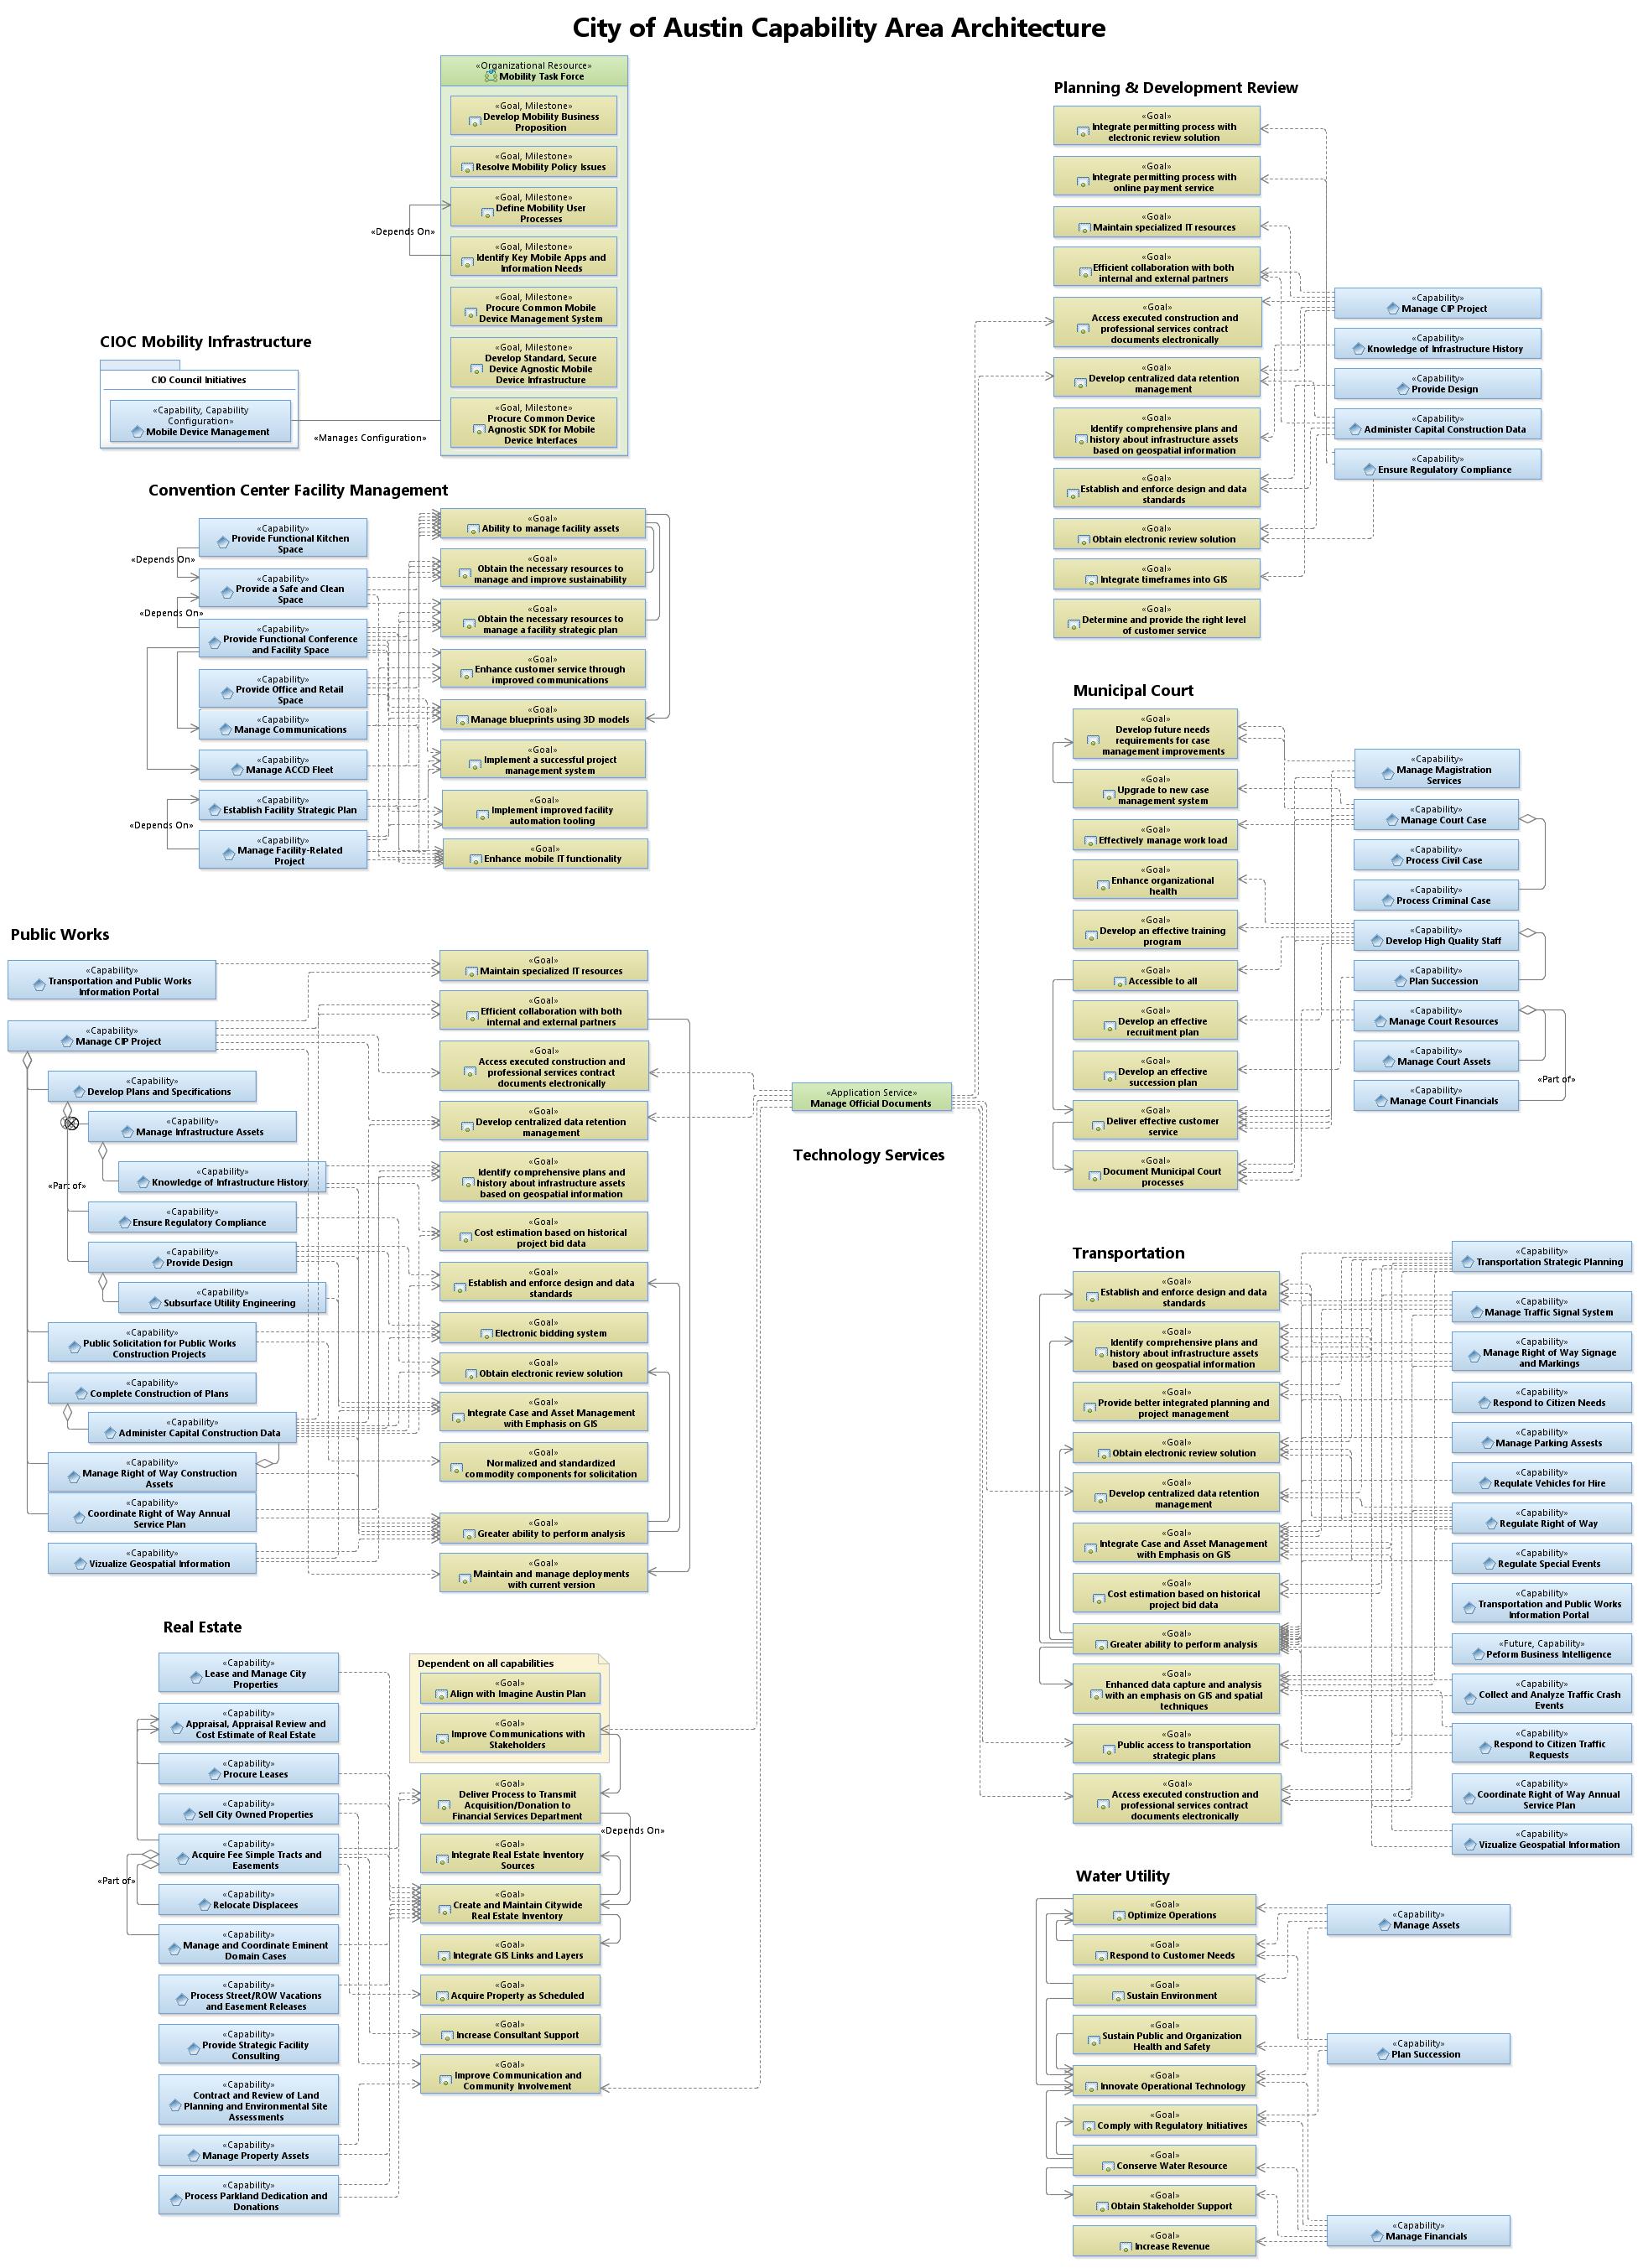 City of Austin Capability Area Architecture
«Organizational Resource»
Mobility Task Force
«Goal, Milestone»
Develop Mobility Business
Proposition
«Goal, Milestone»
Resolve Mobility Policy Issues
«Goal, Milestone»
Define Mobility User
Processes
«Depends On»
«Goal, Milestone»
Identify Key Mobile Apps and
Information Needs
«Goal, Milestone»
Procure Common Mobile
Device Management System
«Goal, Milestone»
Develop Standard, Secure
Device Agnostic Mobile
Device Infrastructure
«Goal, Milestone»
Procure Common Device
Agnostic SDK for Mobile
Device Interfaces
CIOC Mobility Infrastructure
CIO Council Initiatives
«Capability, Capability
Configuration»
Mobile Device Management
«Manages Configuration»
Convention Center Facility Management
«Capability»
Provide Functional Kitchen
Space
«Depends On»
«Capability»
Provide a Safe and Clean
Space
«Depends On»
«Capability»
Provide Functional Conference
and Facility Space
«Capability»
Provide Office and Retail
Space
«Capability»
Manage Communications
«Capability»
Manage ACCD Fleet
«Capability»
Establish Facility Strategic Plan
«Depends On»
«Capability»
Manage Facility-Related
Project
«Goal»
Ability to manage facility assets
«Goal»
Obtain the necessary resources to
manage and improve sustainability
«Goal»
Obtain the necessary resources to
manage a facility strategic plan
«Goal»
Enhance customer service through
improved communications
«Goal»
Manage blueprints using 3D models
«Goal»
Implement a successful project
management system
«Goal»
Implement improved facility
automation tooling
«Goal»
Enhance mobile IT functionality
Public Works
«Capability»
Transportation and Public Works
Information Portal
«Capability»
Manage CIP Project
«Capability»
Develop Plans and Specifications
«Capability»
Manage Infrastructure Assets
«Capability»
Knowledge of Infrastructure History
«Part of»
«Capability»
Ensure Regulatory Compliance
«Capability»
Provide Design
«Capability»
Subsurface Utility Engineering
«Capability»
Public Solicitation for Public Works
Construction Projects
«Capability»
Complete Construction of Plans
«Capability»
Administer Capital Construction Data
«Capability»
Manage Right of Way Construction
Assets
«Capability»
Coordinate Right of Way Annual
Service Plan
«Capability»
Vizualize Geospatial Information
«Goal»
Maintain specialized IT resources
«Goal»
Efficient collaboration with both
internal and external partners
«Goal»
Access executed construction and
professional services contract
documents electronically
«Goal»
Develop centralized data retention
management
«Goal»
Identify comprehensive plans and
history about infrastructure assets
based on geospatial information
«Goal»
Cost estimation based on historical
project bid data
«Goal»
Establish and enforce design and data
standards
«Goal»
Electronic bidding system
«Goal»
Obtain electronic review solution
«Goal»
Integrate Case and Asset Management
with Emphasis on GIS
«Goal»
Normalized and standardized
commodity components for solicitation
«Goal»
Greater ability to perform analysis
«Goal»
Maintain and manage deployments
with current version
Real Estate
«Capability»
Lease and Manage City
Properties
«Capability»
Appraisal, Appraisal Review and
Cost Estimate of Real Estate
«Capability»
Procure Leases
«Capability»
Sell City Owned Properties
«Capability»
Acquire Fee Simple Tracts and
Easements
«Part of»
«Capability»
Relocate Displacees
«Capability»
Manage and Coordinate Eminent
Domain Cases
«Capability»
Process Street/ROW Vacations
and Easement Releases
«Capability»
Provide Strategic Facility
Consulting
«Capability»
Contract and Review of Land
Planning and Environmental Site
Assessments
«Capability»
Manage Property Assets
«Capability»
Process Parkland Dedication and
Donations
Dependent on all capabilities
«Goal»
Align with Imagine Austin Plan
«Goal»
Improve Communications with
Stakeholders
«Goal»
Deliver Process to Transmit
Acquisition/Donation to
Financial Services Department
«Depends On»
«Goal»
Integrate Real Estate Inventory
Sources
«Goal»
Create and Maintain Citywide
Real Estate Inventory
«Goal»
Integrate GIS Links and Layers
«Goal»
Acquire Property as Scheduled
«Goal»
Increase Consultant Support
«Goal»
Improve Communication and
Community Involvement
«Application Service»
Manage Official Documents
Technology Services
Planning & Development Review
«Goal»
Integrate permitting process with
electronic review solution
«Goal»
Integrate permitting process with
online payment service
«Goal»
Maintain specialized IT resources
«Goal»
Efficient collaboration with both
internal and external partners
«Goal»
Access executed construction and
professional services contract
documents electronically
«Goal»
Develop centralized data retention
management
«Goal»
Identify comprehensive plans and
history about infrastructure assets
based on geospatial information
«Goal»
Establish and enforce design and data
standards
«Goal»
Obtain electronic review solution
«Goal»
Integrate timeframes into GIS
«Goal»
Determine and provide the right level
of customer service
«Capability»
Manage CIP Project
«Capability»
Knowledge of Infrastructure History
«Capability»
Provide Design
«Capability»
Administer Capital Construction Data
«Capability»
Ensure Regulatory Compliance
Municipal Court
«Goal»
Develop future needs
requirements for case
management improvements
«Goal»
Upgrade to new case
management system
«Goal»
Effectively manage work load
«Goal»
Enhance organizational
health
«Goal»
Develop an effective training
program
«Goal»
Accessible to all
«Goal»
Develop an effective
recruitment plan
«Goal»
Develop an effective
succession plan
«Goal»
Deliver effective customer
service
«Goal»
Document Municipal Court
processes
«Capability»
Manage Magistration
Services
«Capability»
Manage Court Case
«Capability»
Process Civil Case
«Capability»
Process Criminal Case
«Capability»
Develop High Quality Staff
«Capability»
Plan Succession
«Capability»
Manage Court Resources
«Capability»
Manage Court Assets
«Part of»
«Capability»
Manage Court Financials
Transportation
«Goal»
Establish and enforce design and data
standards
«Goal»
Identify comprehensive plans and
history about infrastructure assets
based on geospatial information
«Goal»
Provide better integrated planning and
project management
«Goal»
Obtain electronic review solution
«Goal»
Develop centralized data retention
management
«Goal»
Integrate Case and Asset Management
with Emphasis on GIS
«Goal»
Cost estimation based on historical
project bid data
«Goal»
Greater ability to perform analysis
«Goal»
Enhanced data capture and analysis
with an emphasis on GIS and spatial
techniques
«Goal»
Public access to transportation
strategic plans
«Goal»
Access executed construction and
professional services contract
documents electronically
«Capability»
Transportation Strategic Planning
«Capability»
Manage Traffic Signal System
«Capability»
Manage Right of Way Signage
and Markings
«Capability»
Respond to Citizen Needs
«Capability»
Manage Parking Assests
«Capability»
Requlate Vehicles for Hire
«Capability»
Regulate Right of Way
«Capability»
Regulate Special Events
«Capability»
Transportation and Public Works
Information Portal
«Future, Capability»
Peform Business Intelligence
«Capability»
Collect and Analyze Traffic Crash
Events
«Capability»
Respond to Citizen Traffic
Requests
«Capability»
Coordinate Right of Way Annual
Service Plan
«Capability»
Vizualize Geospatial Information
Water Utility
«Goal»
Optimize Operations
«Goal»
Respond to Customer Needs
«Goal»
Sustain Environment
«Goal»
Sustain Public and Organization
Health and Safety
«Goal»
Innovate Operational Technology
«Goal»
Comply with Regulatory Initiatives
«Goal»
Conserve Water Resource
«Goal»
Obtain Stakeholder Support
«Goal»
Increase Revenue
«Capability»
Manage Assets
«Capability»
Plan Succession
«Capability»
Manage Financials